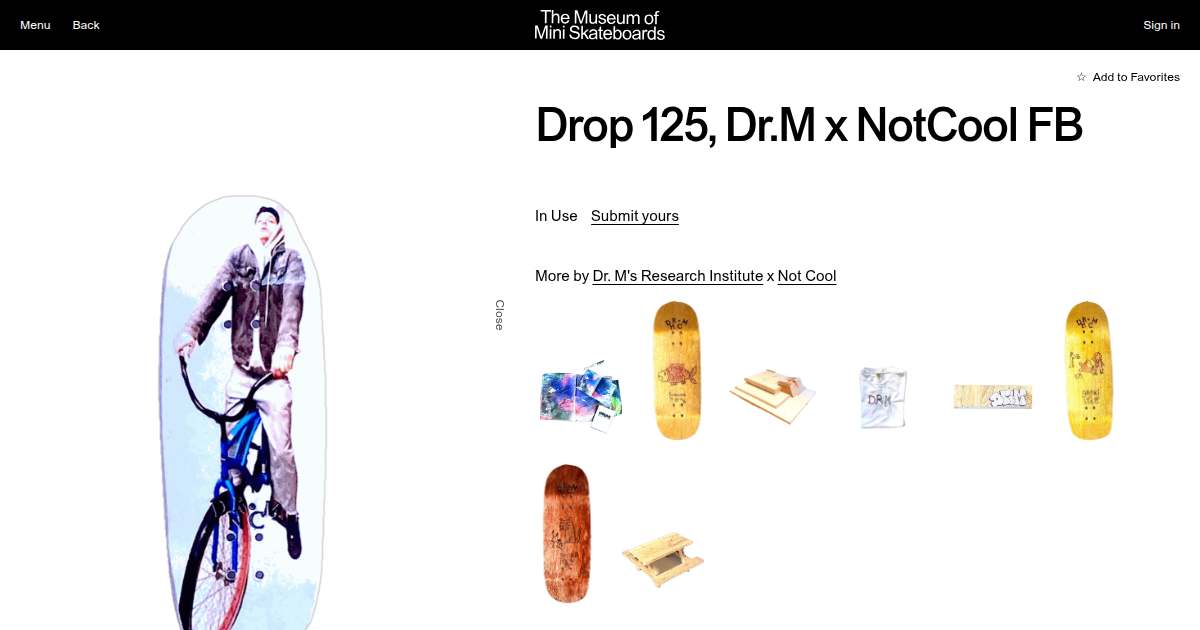 Menu
Back
The Museum of
Mini Skateboards
Sign in
☆ Add to Favorites
Drop 125, Dr.M x NotCool FB
In Use Submit yours
More by Dr. M's Research Institute x Not Cool
Close
DRM